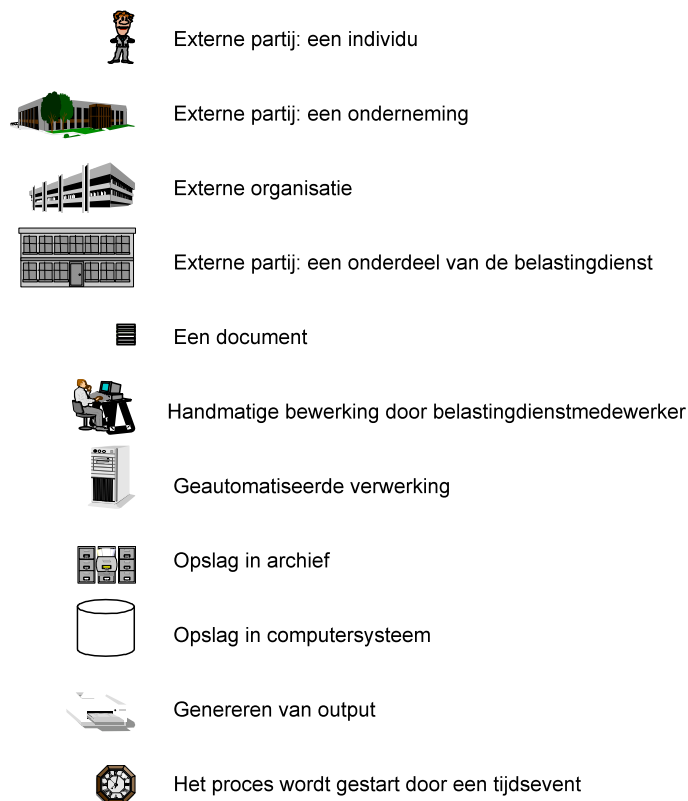 Externe partij: een individu
Externe partij: een onderneming
Externe organisatie
Externe partij: een onderdeel van de belastingdienst
Een document
Handmatige bewerking door belastingdienstmedewerker
Geautomatiseerde verwerking
Opslag in archief
Opslag in computersysteem
Genereren van output
Het proces wordt gestart door een tijdsevent